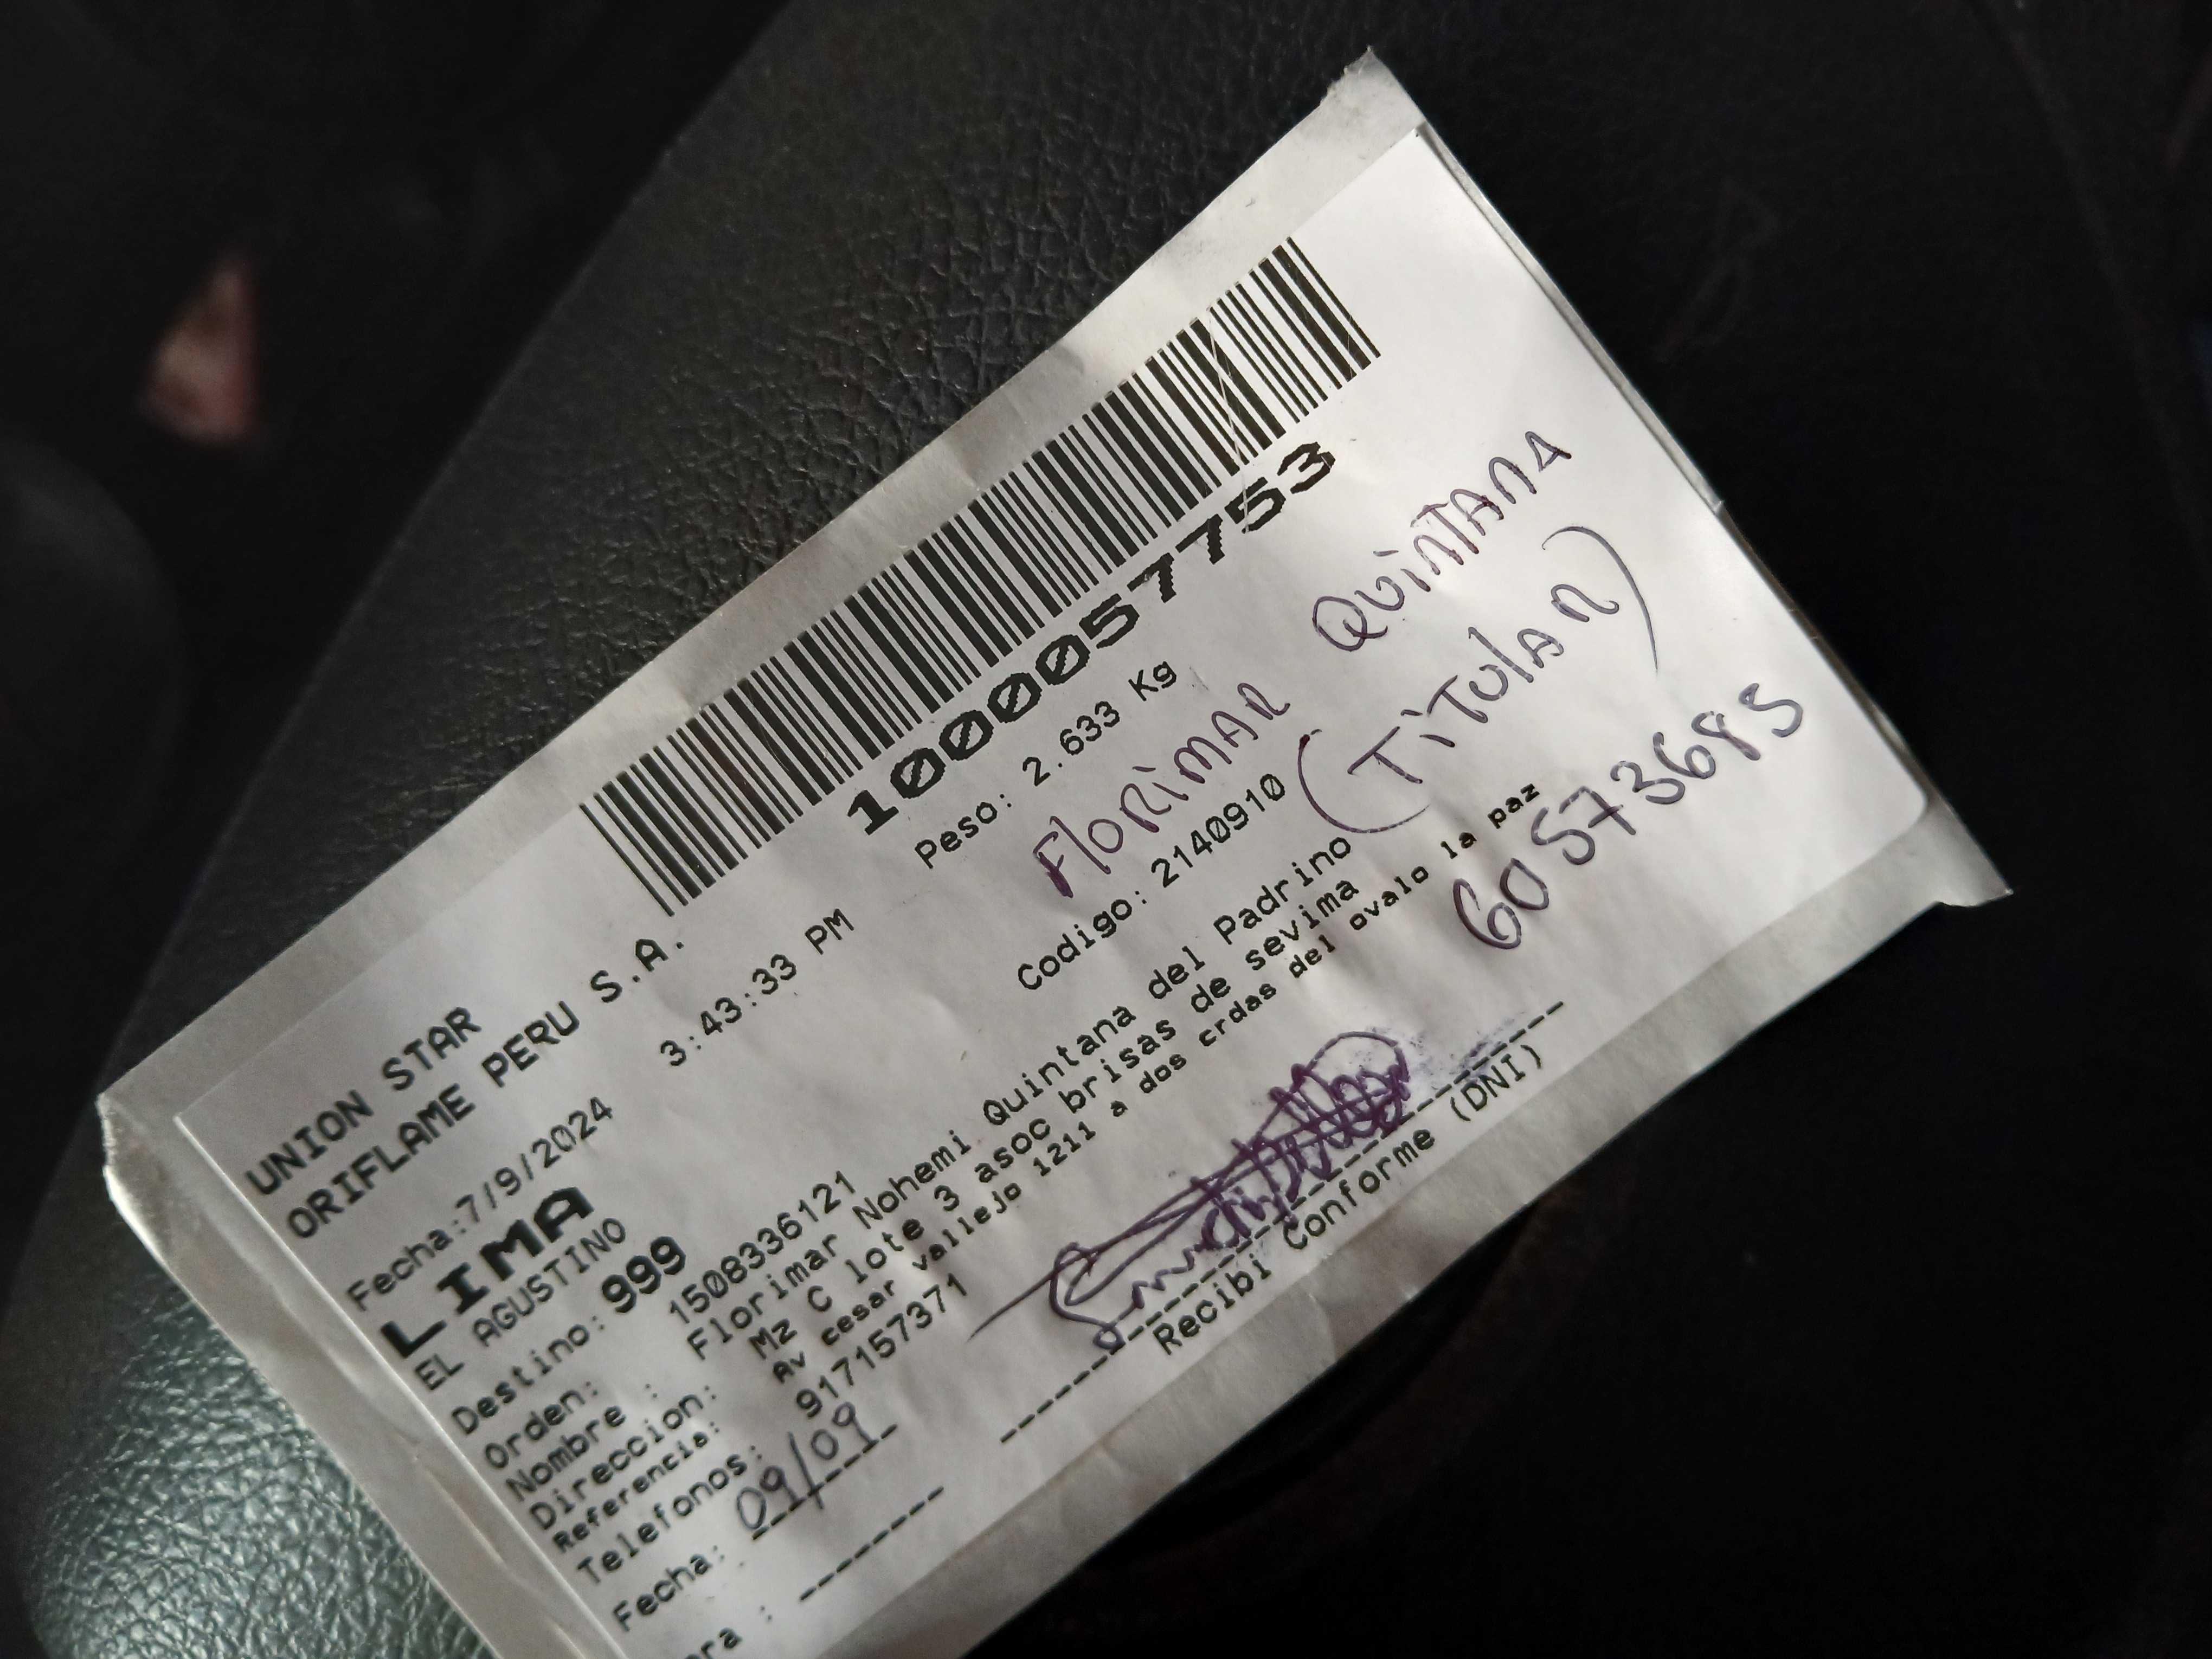 1000057753
UNION STAR
ORIFLAME PERU S.A.
Peso: 2.633 Kg
Fecha:7/9/2024 3:43:33 PM
FlORiMAR QUiNTANA
LIMA
EL AGUSTINO
(TiTUlAR)
Destino: 999
Codigo: 2140910
Orden: 1508336121
Nombre : Florimar Nohemi Quintana del Padrino
Direccion: Mz C lote 3 asoc brisas de sevima
Referencia: Av cesar vallejo 1211 a dos crdas del ovalo la paz
Telefonos: 917157371
605736985
Fecha: 09/09
Recibi Conforme (DNI)
ora :